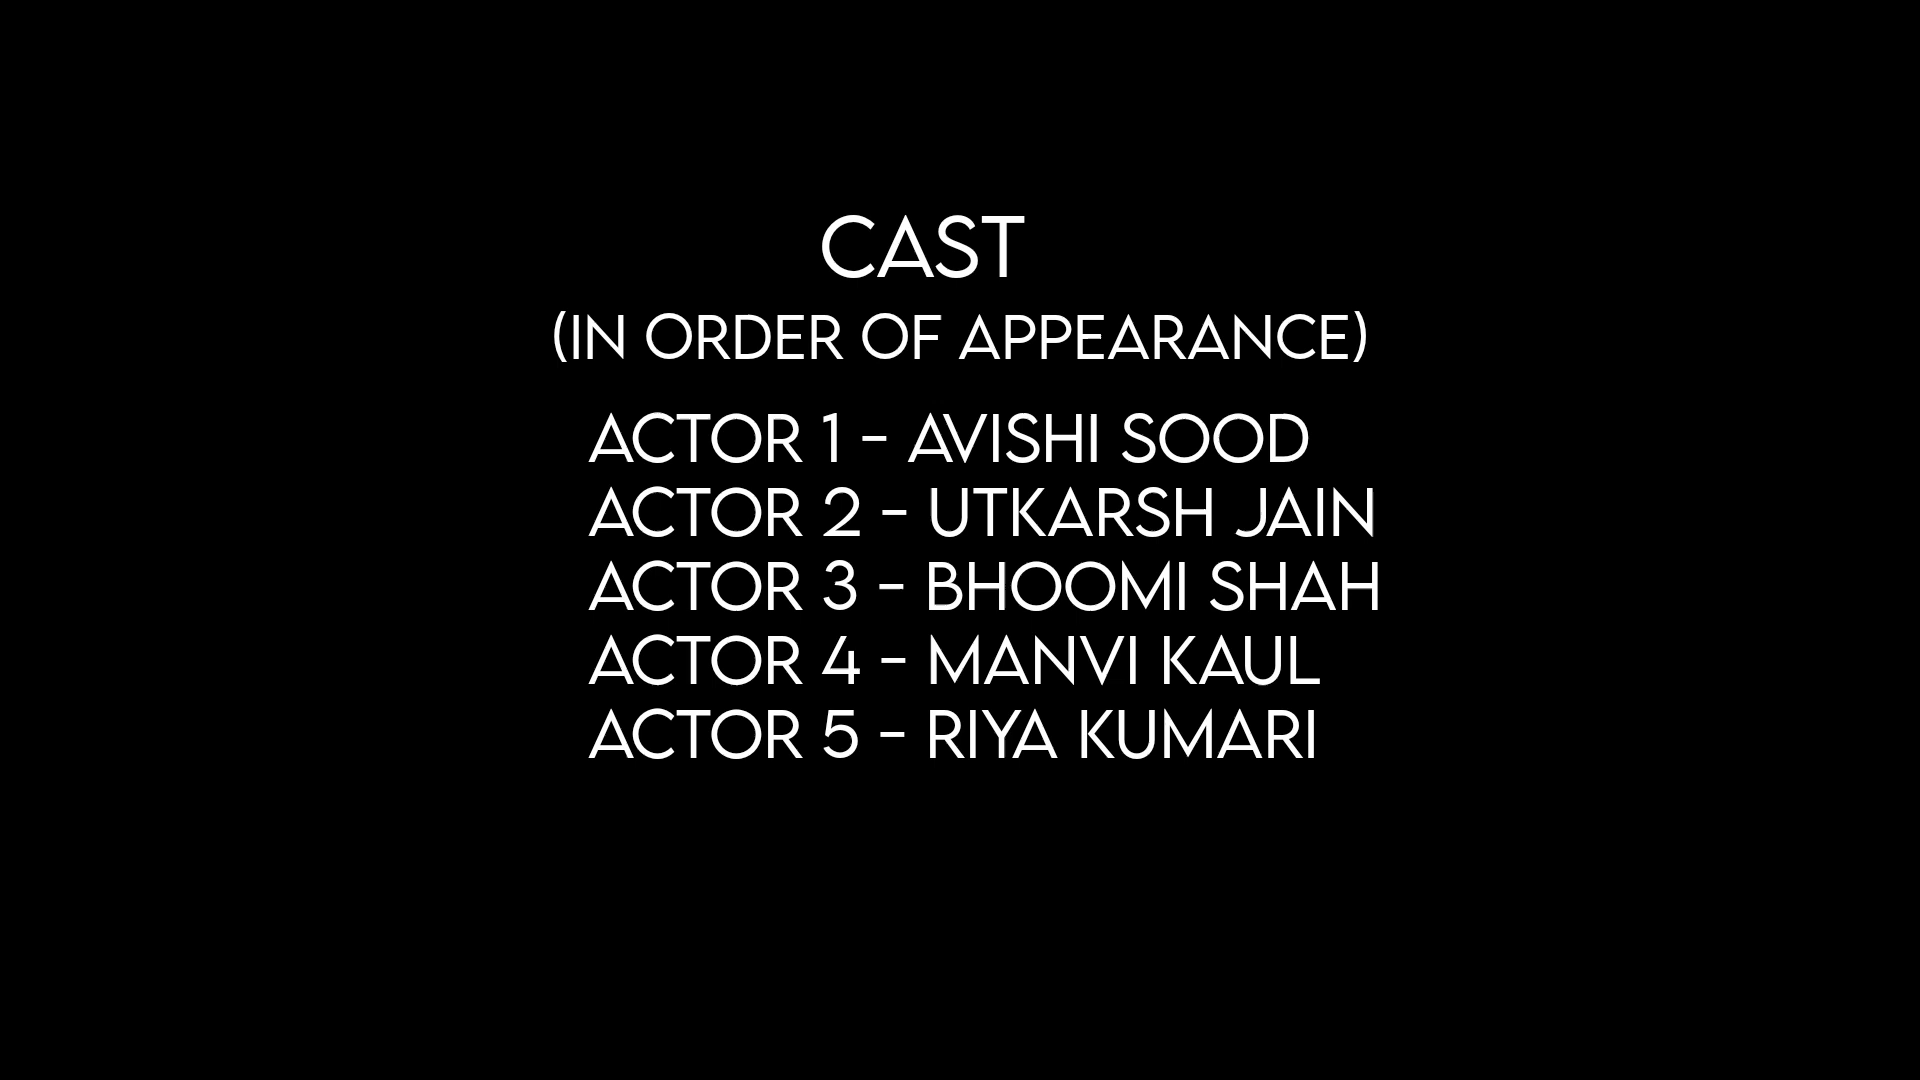 CAST
(IN ORDER OF APPEARANCE)
ACTOR 1 - AVISHI SOOD
ACTOR 2 - UTKARSH JAIN
ACTOR 3 - BHOOMI SHAH
ACTOR 4 - MANVI KAUL
ACTOR 5 - RIYA KUMARI